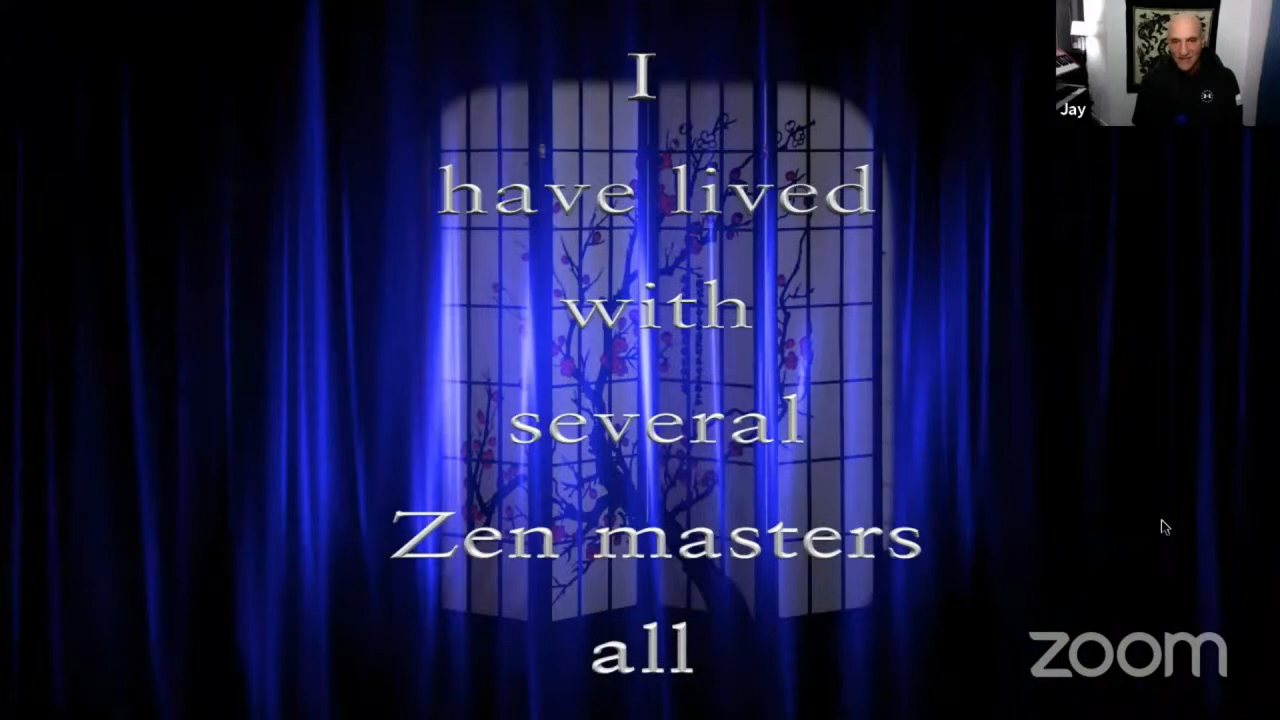 I
have lived
with
several
Zen masters
all
Jay
zoom